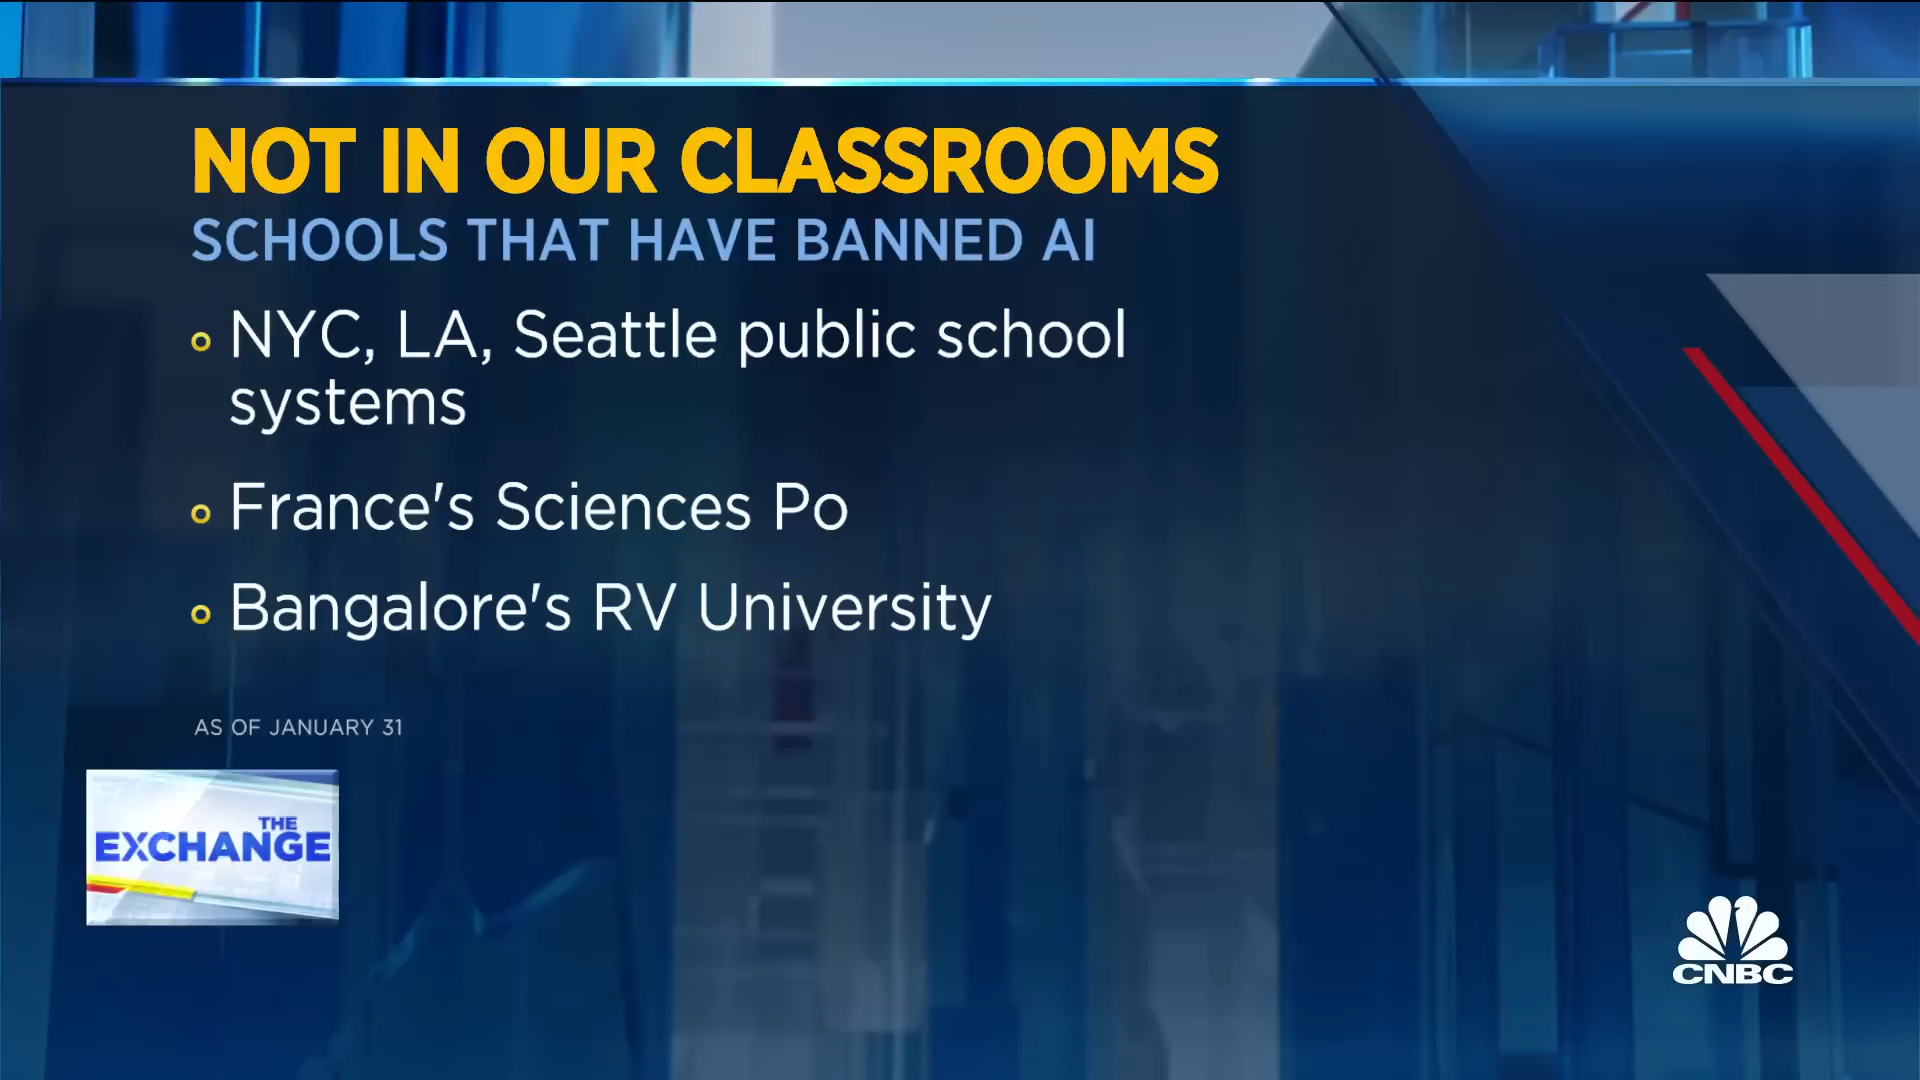 NOT IN OUR CLASSROOMS
SCHOOLS THAT HAVE BANNED AI
NYC, LA, Seattle public school
systems
France's Sciences Po
Bangalore's RV University
AS OF JANUARY 31
THE
EXCHANGE
CNBC